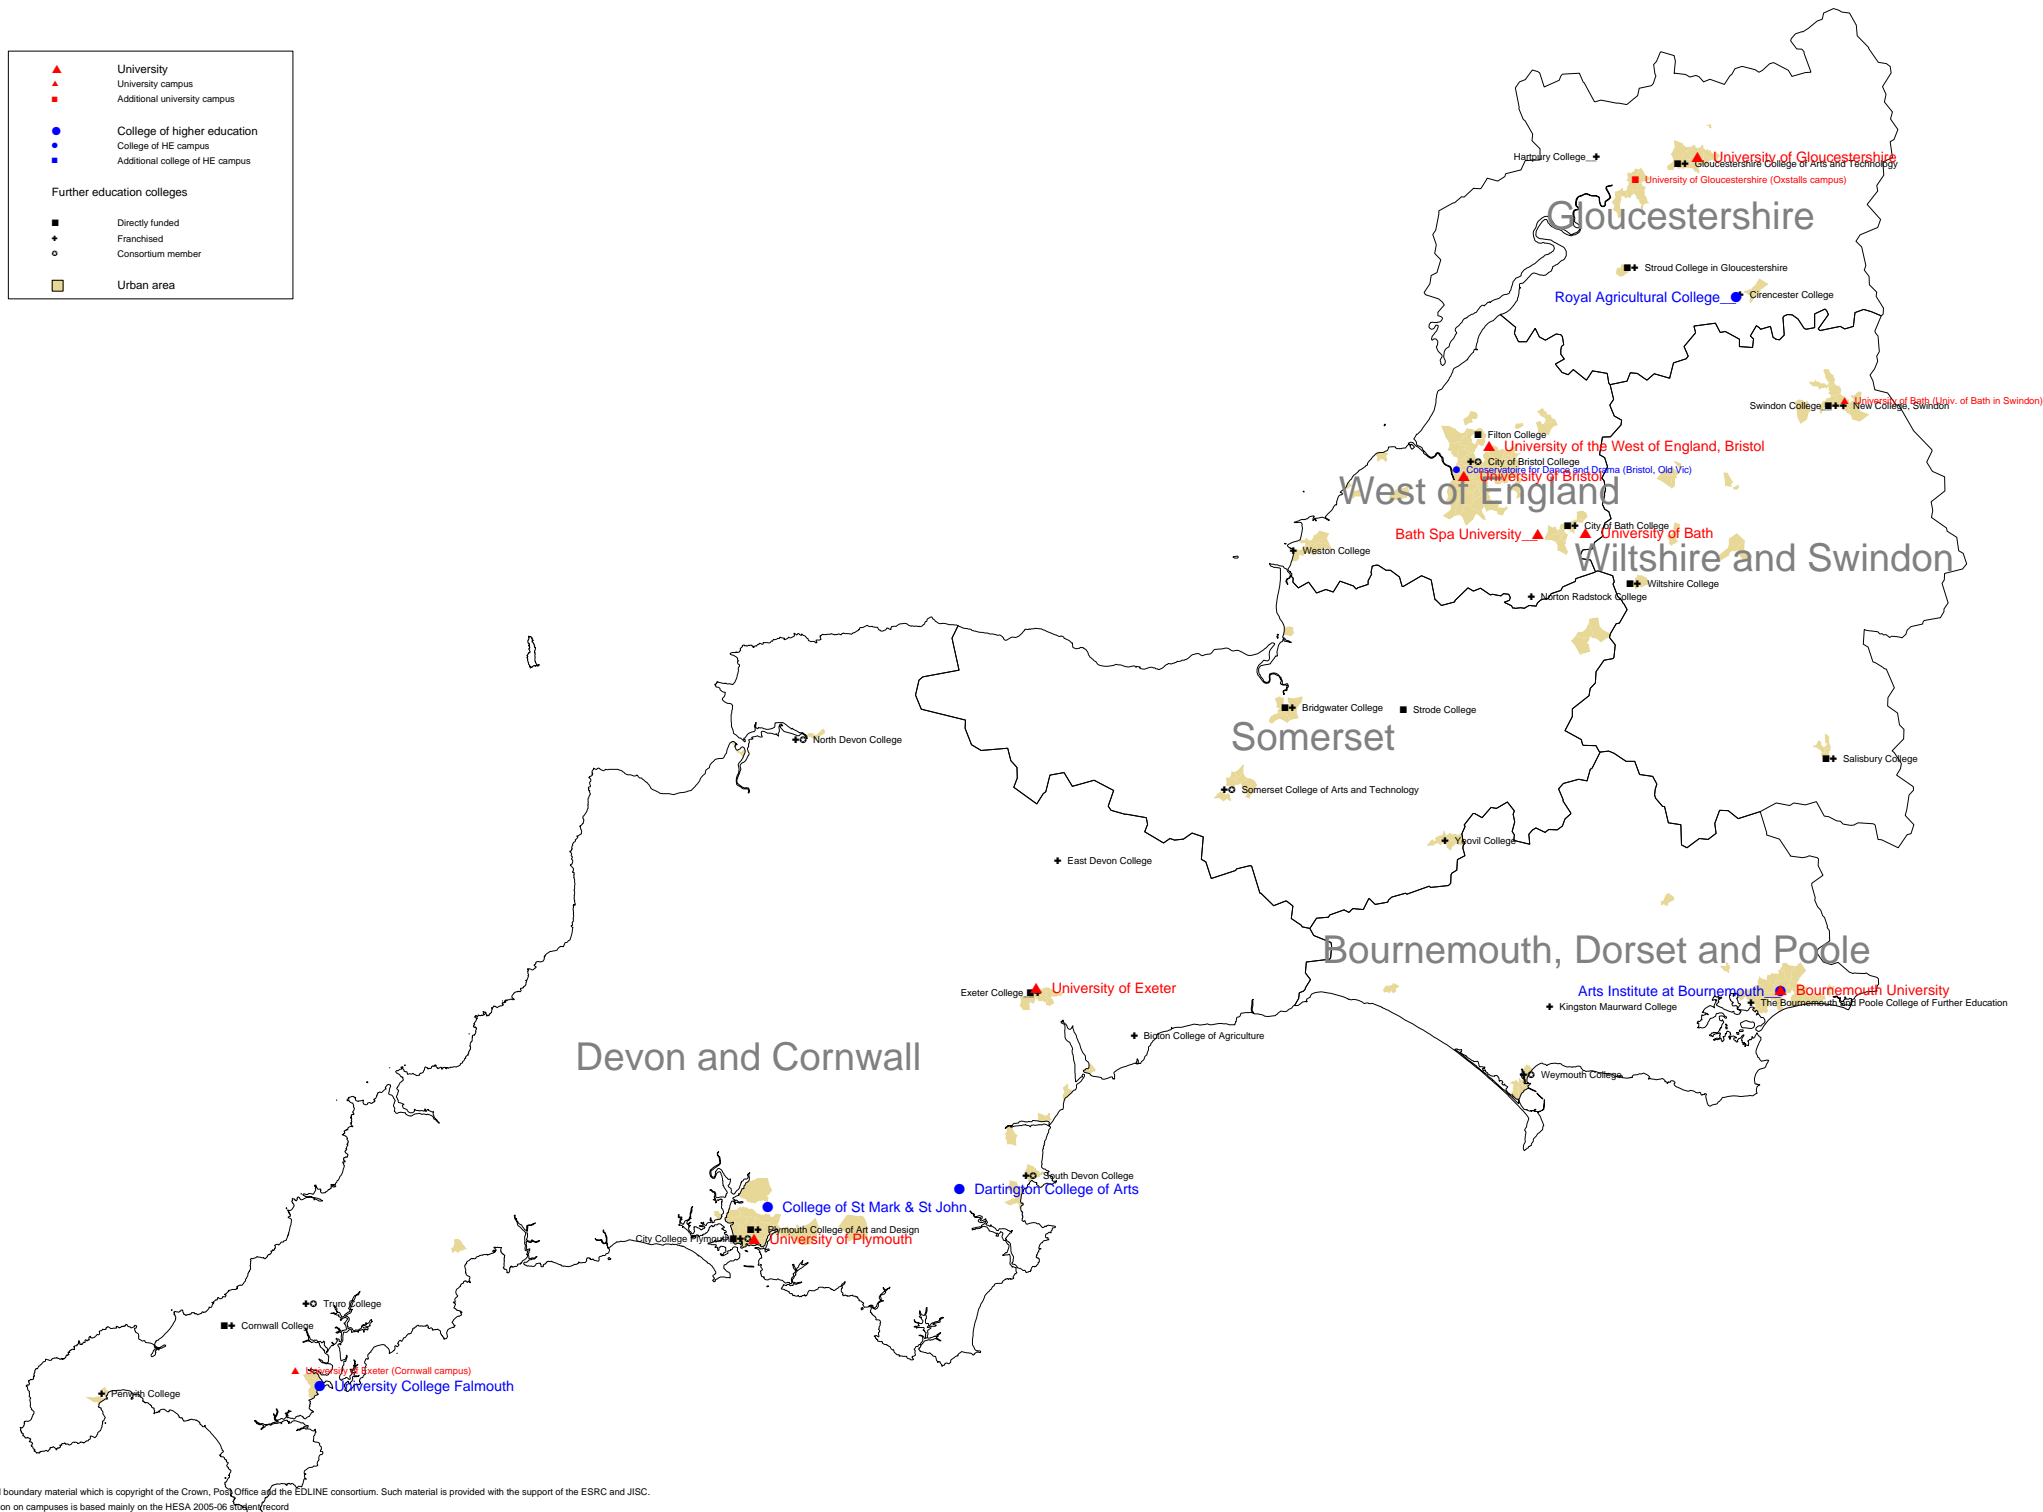 University
University campus
Additional university campus
College of higher education
College of HE campus
Additional college of HE campus
Further education colleges
Directly funded
Franchised
Consortium member
Urban area
Hartpury College
University of Gloucestershire
Gloucestershire College of Arts and Technology
University of Gloucestershire (Oxstalls campus)
Gloucestershire
Stroud College in Gloucestershire
Royal Agricultural College
Cirencester College
University of Bath (Univ. of Bath in Swindon)
Swindon College
New College, Swindon
Filton College
University of the West of England, Bristol
City of Bristol College
Conservatoire for Dance and Drama (Bristol, Old Vic)
University of Bristol
West of England
City of Bath College
Bath Spa University
University of Bath
Weston College
Wiltshire and Swindon
Wiltshire College
Norton Radstock College
Bridgwater College
Strode College
Somerset
North Devon College
Salisbury College
Somerset College of Arts and Technology
Yeovil College
East Devon College
Bournemouth, Dorset and Poole
Exeter College
University of Exeter
Arts Institute at Bournemouth
Bournemouth University
The Bournemouth and Poole College of Further Education
Kingston Maurward College
Bicton College of Agriculture
Devon and Cornwall
Weymouth College
South Devon College
Dartington College of Arts
College of St Mark & St John
Plymouth College of Art and Design
City College Plymouth
University of Plymouth
Truro College
Cornwall College
University of Exeter (Cornwall campus)
University College Falmouth
Penwith College
boundary material which is copyright of the Crown, Post Office and the EDLINE consortium. Such material is provided with the support of the ESRC and JISC.
on on campuses is based mainly on the HESA 2005-06 student record